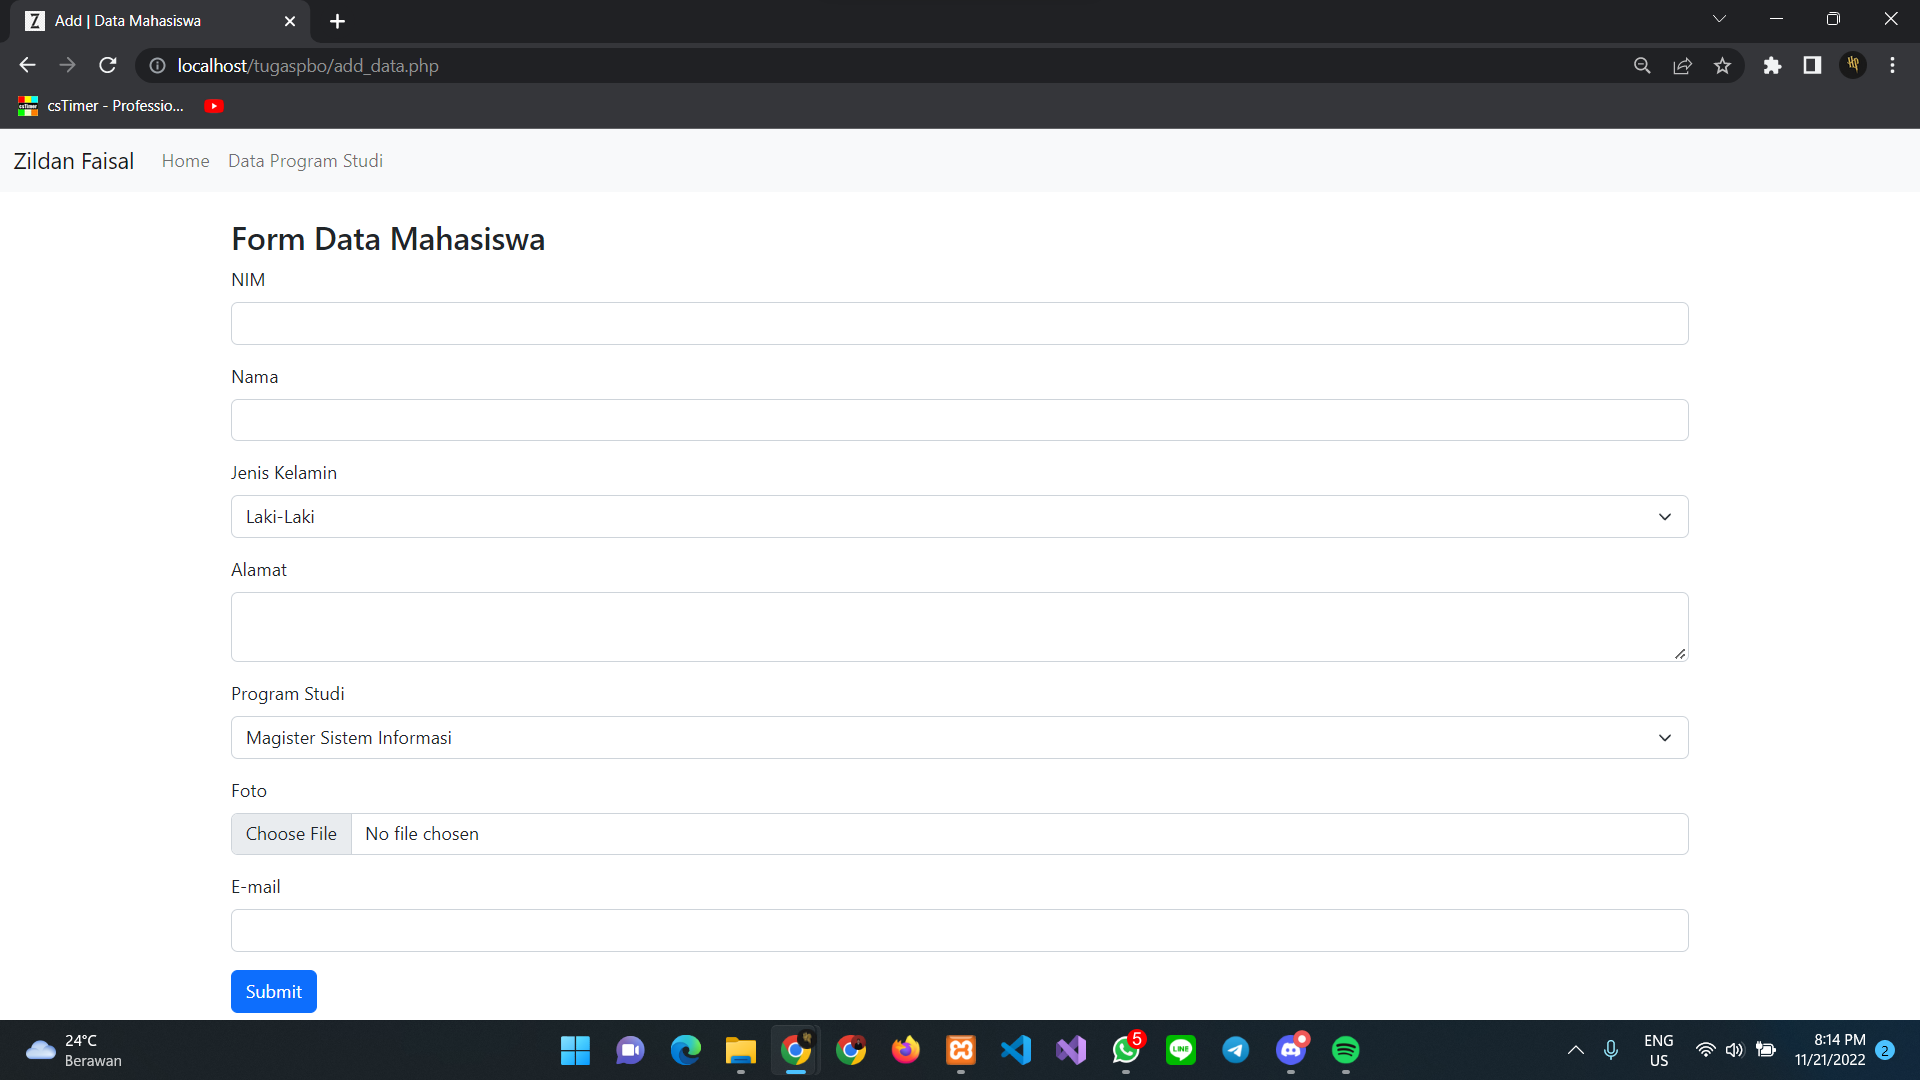 Z Add | Data Mahasiswa
localhost/tugaspbo/add_data.php
csTimer - Professio...
Zildan Faisal Home Data Program Studi
Form Data Mahasiswa
NIM
Nama
Jenis Kelamin
Laki-Laki
Alamat
Program Studi
Magister Sistem Informasi
Foto
Choose File No file chosen
E-mail
Submit
24°C
Berawan
5
LINE
ENG
US
8:14 PM
11/21/2022
2